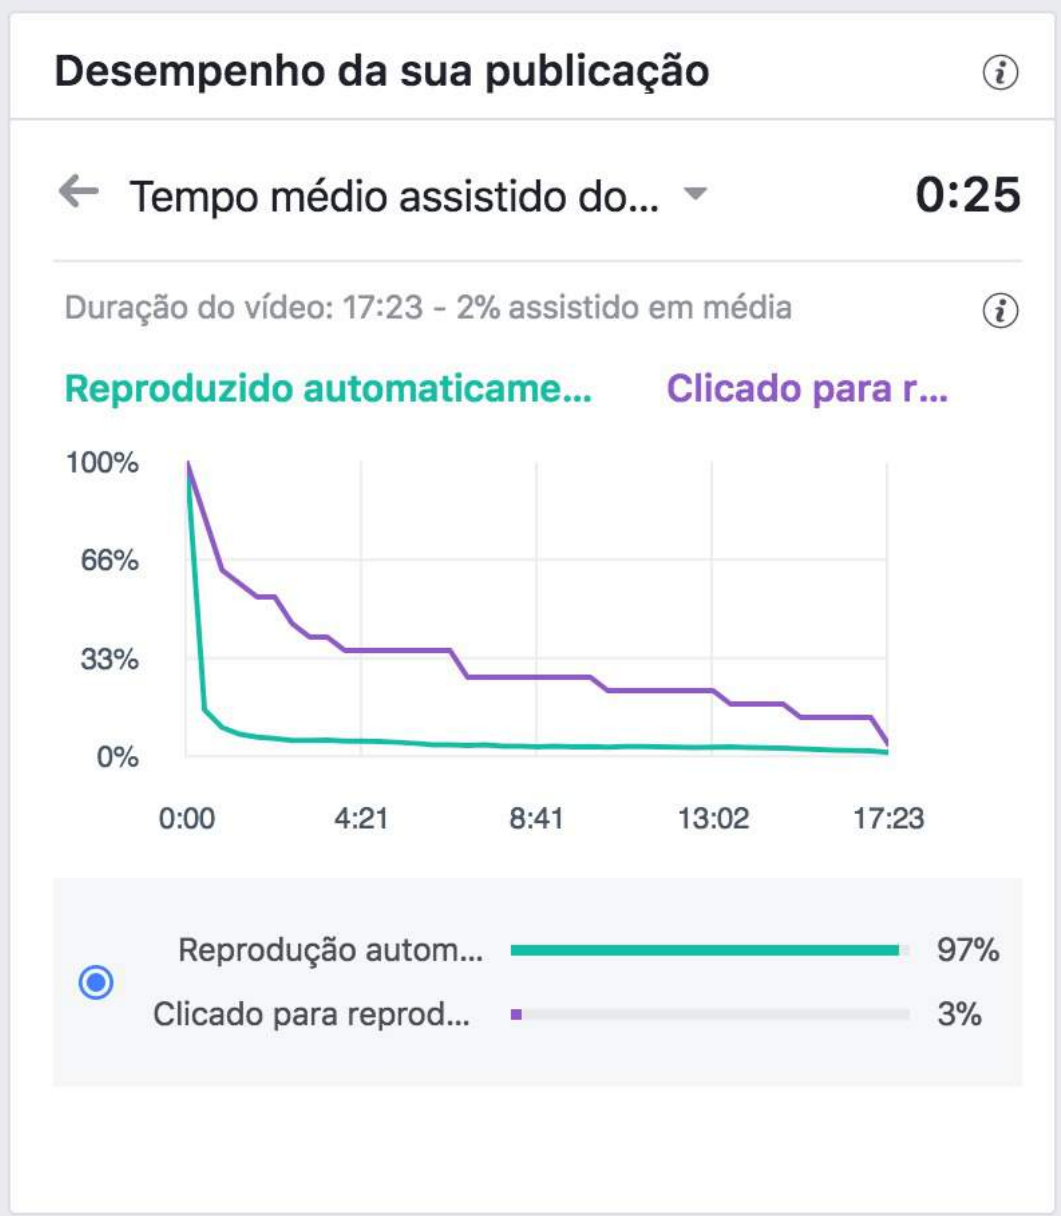 Desempenho da sua publicação
Tempo médio assistido do... 0:25
Duração do vídeo: 17:23 - 2% assistido em média
Reproduzido automaticame... Clicado para r...
100%
66%
33%
0%
0:00 4:21 8:41 13:02 17:23
Reprodução autom... 97%
Clicado para reprod... 3%